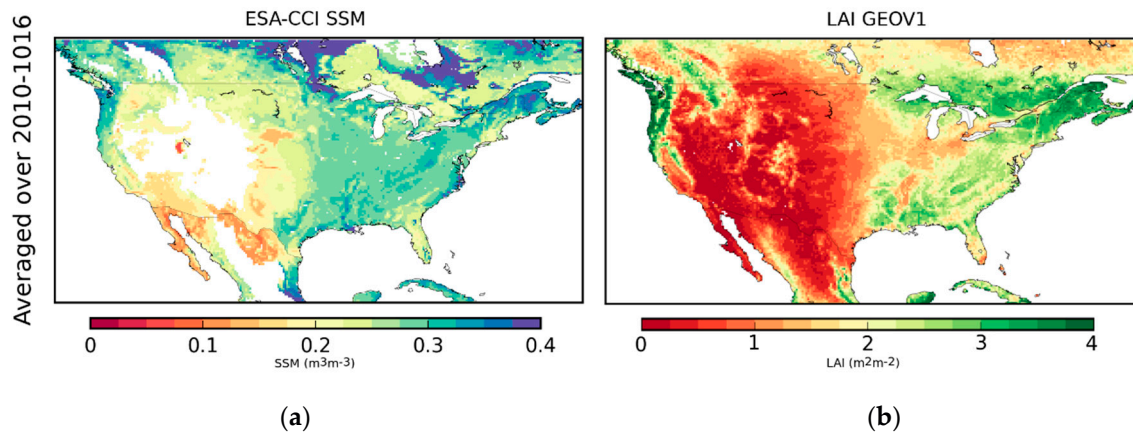 ESA-CCI SSM
LAI GEOV1
Averaged over 2010-1016
0 0.1 0.2 0.3 0.4
SSM (m3m-3)
0 1 2 3 4
LAI (m2m-2)
(a)
(b)